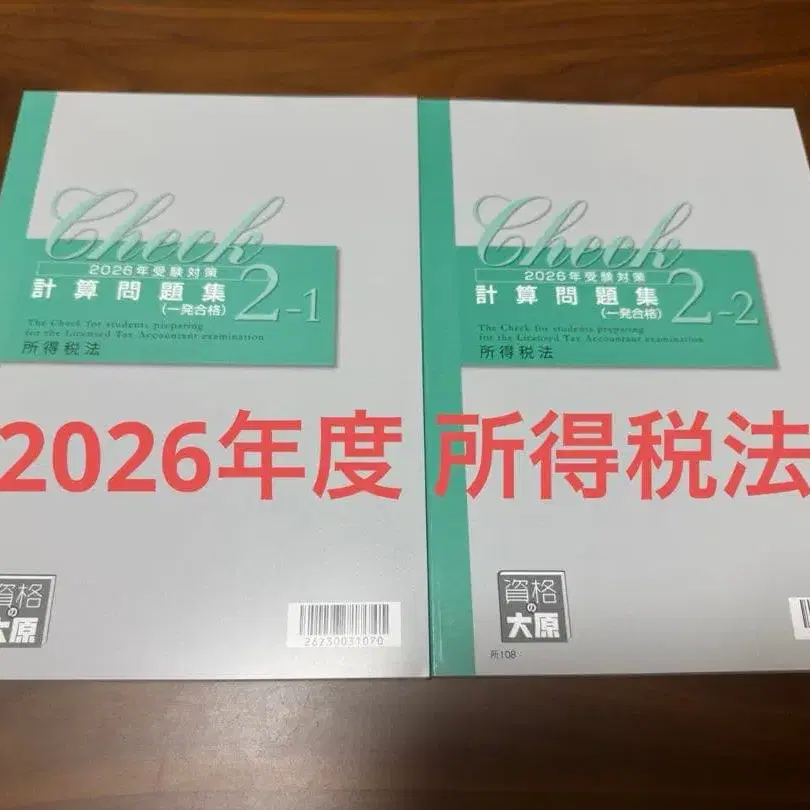 Check
2026年受験対策
計算問題集
(一発合格)
2-1
The Check for students preparing
for the Licensed Tax Accountant examination
所得税法
Check
2026年受験対策
計算問題集
(一発合格)
2-2
The Check for students preparing
for the Licensed Tax Accountant examination
所得税法
2026年度 所得税法
資格
の
大原
26230031070
資格
の
大原
所108